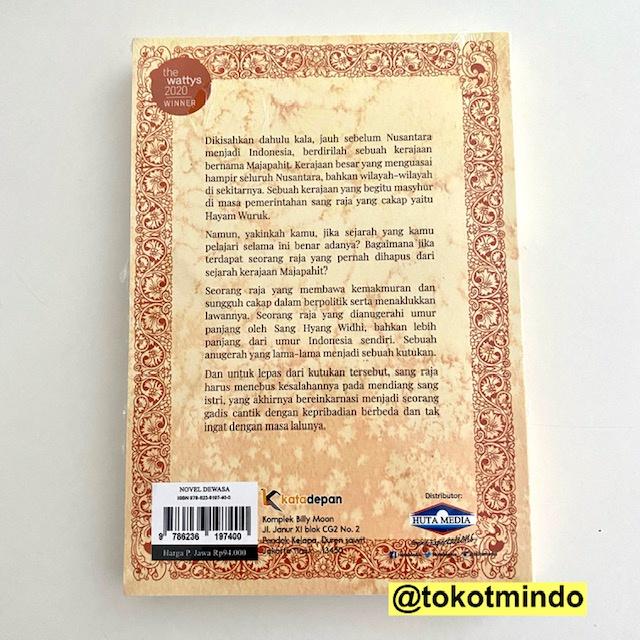 the
wattys
2020
WINNER
Dikisahkan dahulu kala, jauh sebelum Nusantara
menjadi Indonesia, berdirilah sebuah kerajaan
bernama Majapahit. Kerajaan besar yang menguasai
hampir seluruh Nusantara, bahkan wilayah-wilayah
di sekitarnya. Sebuah kerajaan yang begitu masyhur
di masa pemerintahan sang raja yang cakap yaitu
Hayam Wuruk.
Namun, yakinkah kamu, jika sejarah yang kamu
pelajari selama ini benar adanya? Bagaimana jika
terdapat seorang raja yang pernah dihapus dari
sejarah kerajaan Majapahit?
Seorang raja yang membawa kemakmuran dan
sungguh cakap dalam berpolitik serta menaklukkan
lawannya. Seorang raja yang dianugerahi umur
panjang oleh Sang Hyang Widhi, bahkan lebih
panjang dari umur Indonesia sendiri. Sebuah
anugerah yang lama-lama menjadi sebuah kutukan.
Dan untuk lepas dari kutukan tersebut, sang raja
harus menebus kesalahannya pada mendiang sang
istri, yang akhirnya bereinkarnasi menjadi seorang
gadis cantik dengan kepribadian berbeda dan tak
ingat dengan masa lalunya.
NOVEL DEWASA
ISBN 978-623-6197-40-0
9 786236 197400
Harga P. Jawa Rp94.000
katadepan
Komplek Billy Moon
Jl. Janur XI blok CG2 No. 2
Pondok Kelapa, Duren sawit
13450
Distributor:
HUTA MEDIA
@tokotmindo